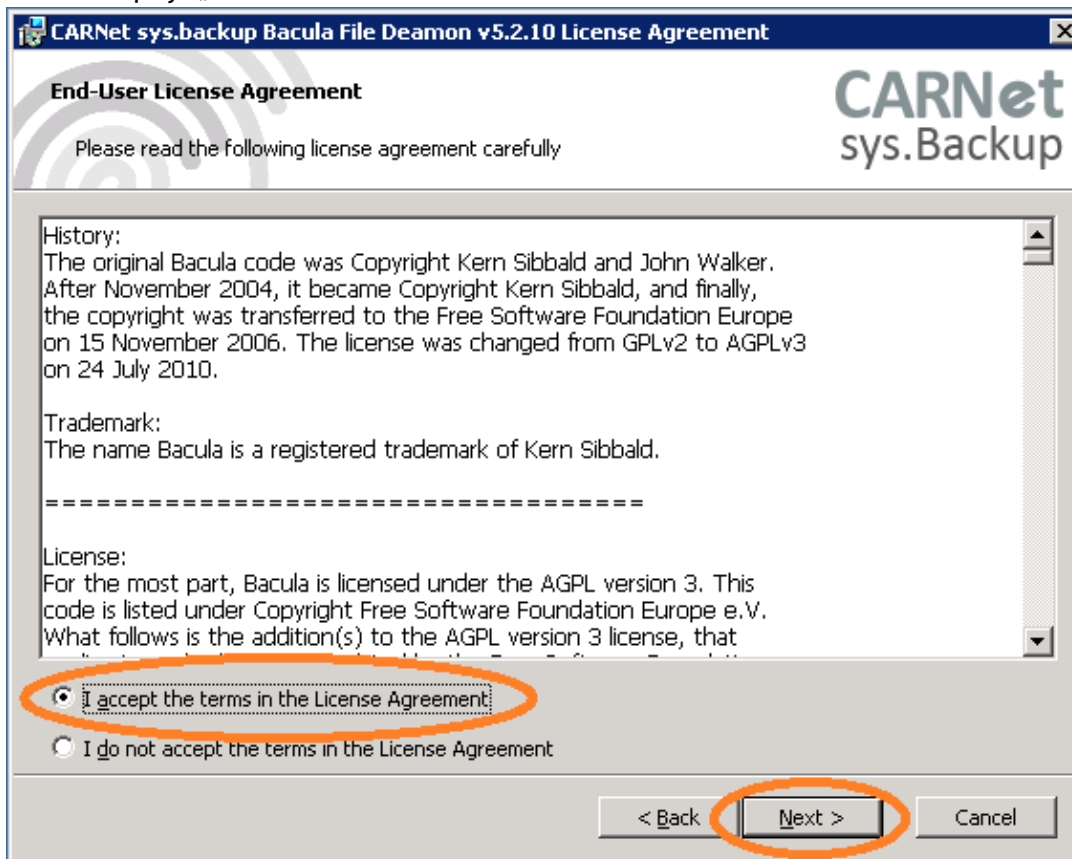 CARNet sys.backup Bacula File Deamon v5.2.10 License Agreement
End-User License Agreement
Please read the following license agreement carefully
CARNet
sys.Backup
History:
The original Bacula code was Copyright Kern Sibbald and John Walker.
After November 2004, it became Copyright Kern Sibbald, and finally,
the copyright was transferred to the Free Software Foundation Europe
on 15 November 2006. The license was changed from GPLv2 to AGPLv3
on 24 July 2010.
Trademark:
The name Bacula is a registered trademark of Kern Sibbald.
===================================
License:
For the most part, Bacula is licensed under the AGPL version 3. This
code is listed under Copyright Free Software Foundation Europe e.V.
What follows is the addition(s) to the AGPL version 3 license, that
I accept the terms in the License Agreement
I do not accept the terms in the License Agreement
< Back
Next >
Cancel